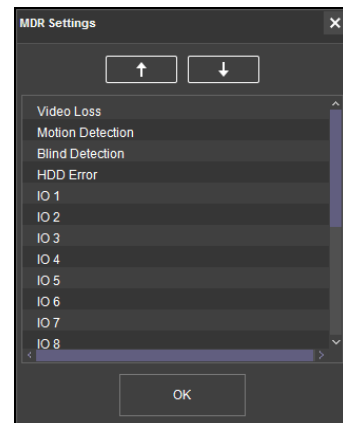 MDR Settings
Video Loss
Motion Detection
Blind Detection
HDD Error
IO 1
IO 2
IO 3
IO 4
IO 5
IO 6
IO 7
IO 8
OK